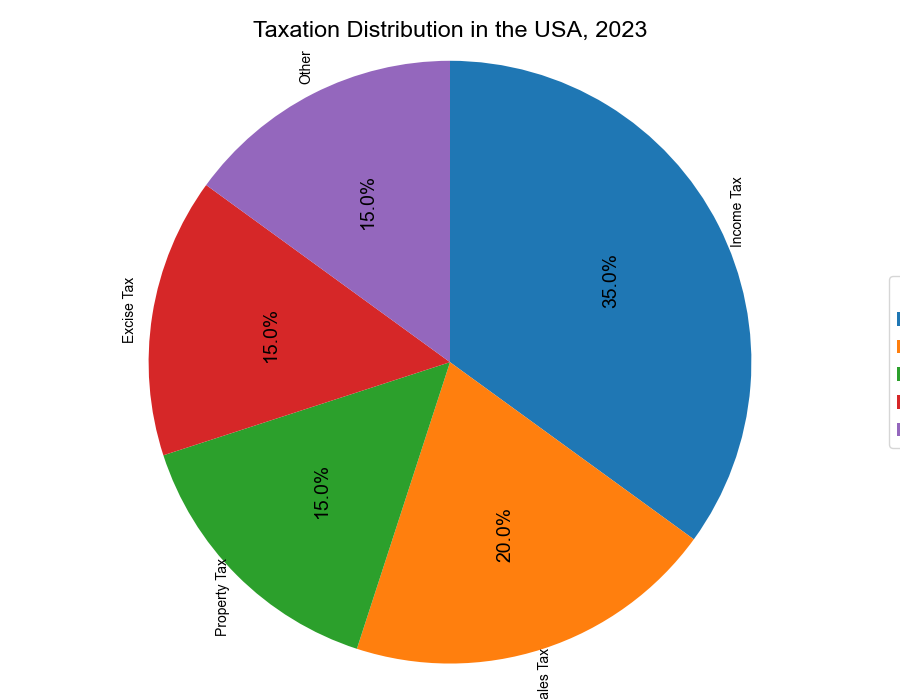 Taxation Distribution in the USA, 2023
Other
15.0%
Income Tax
35.0%
Excise Tax
15.0%
Property Tax
15.0%
20.0%
ales Tax